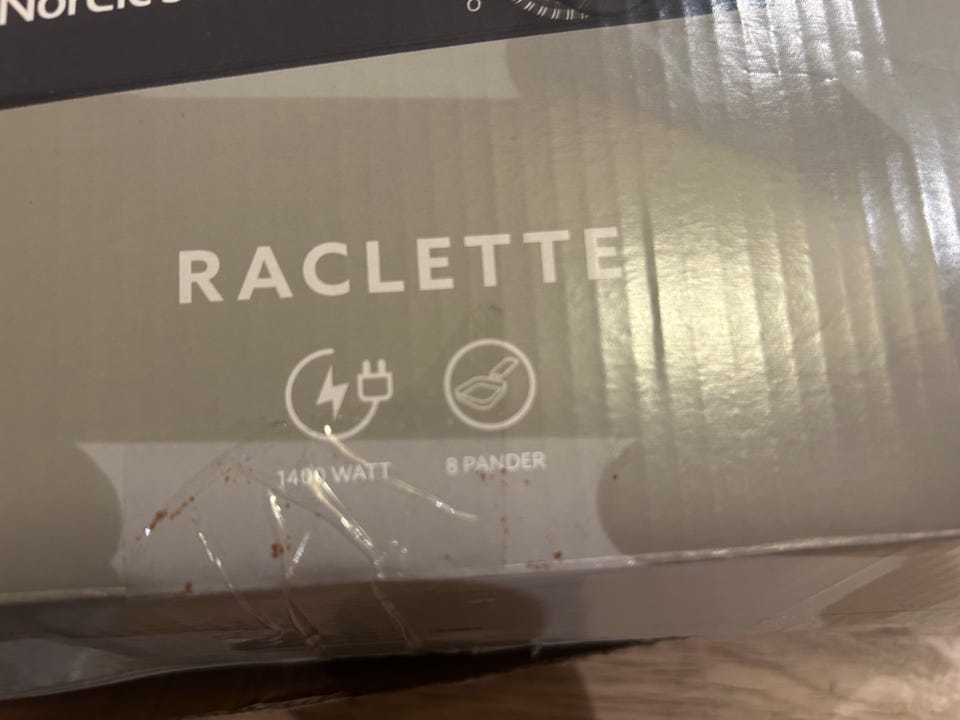 RACLETTE
1400 WATT
8 PANDER